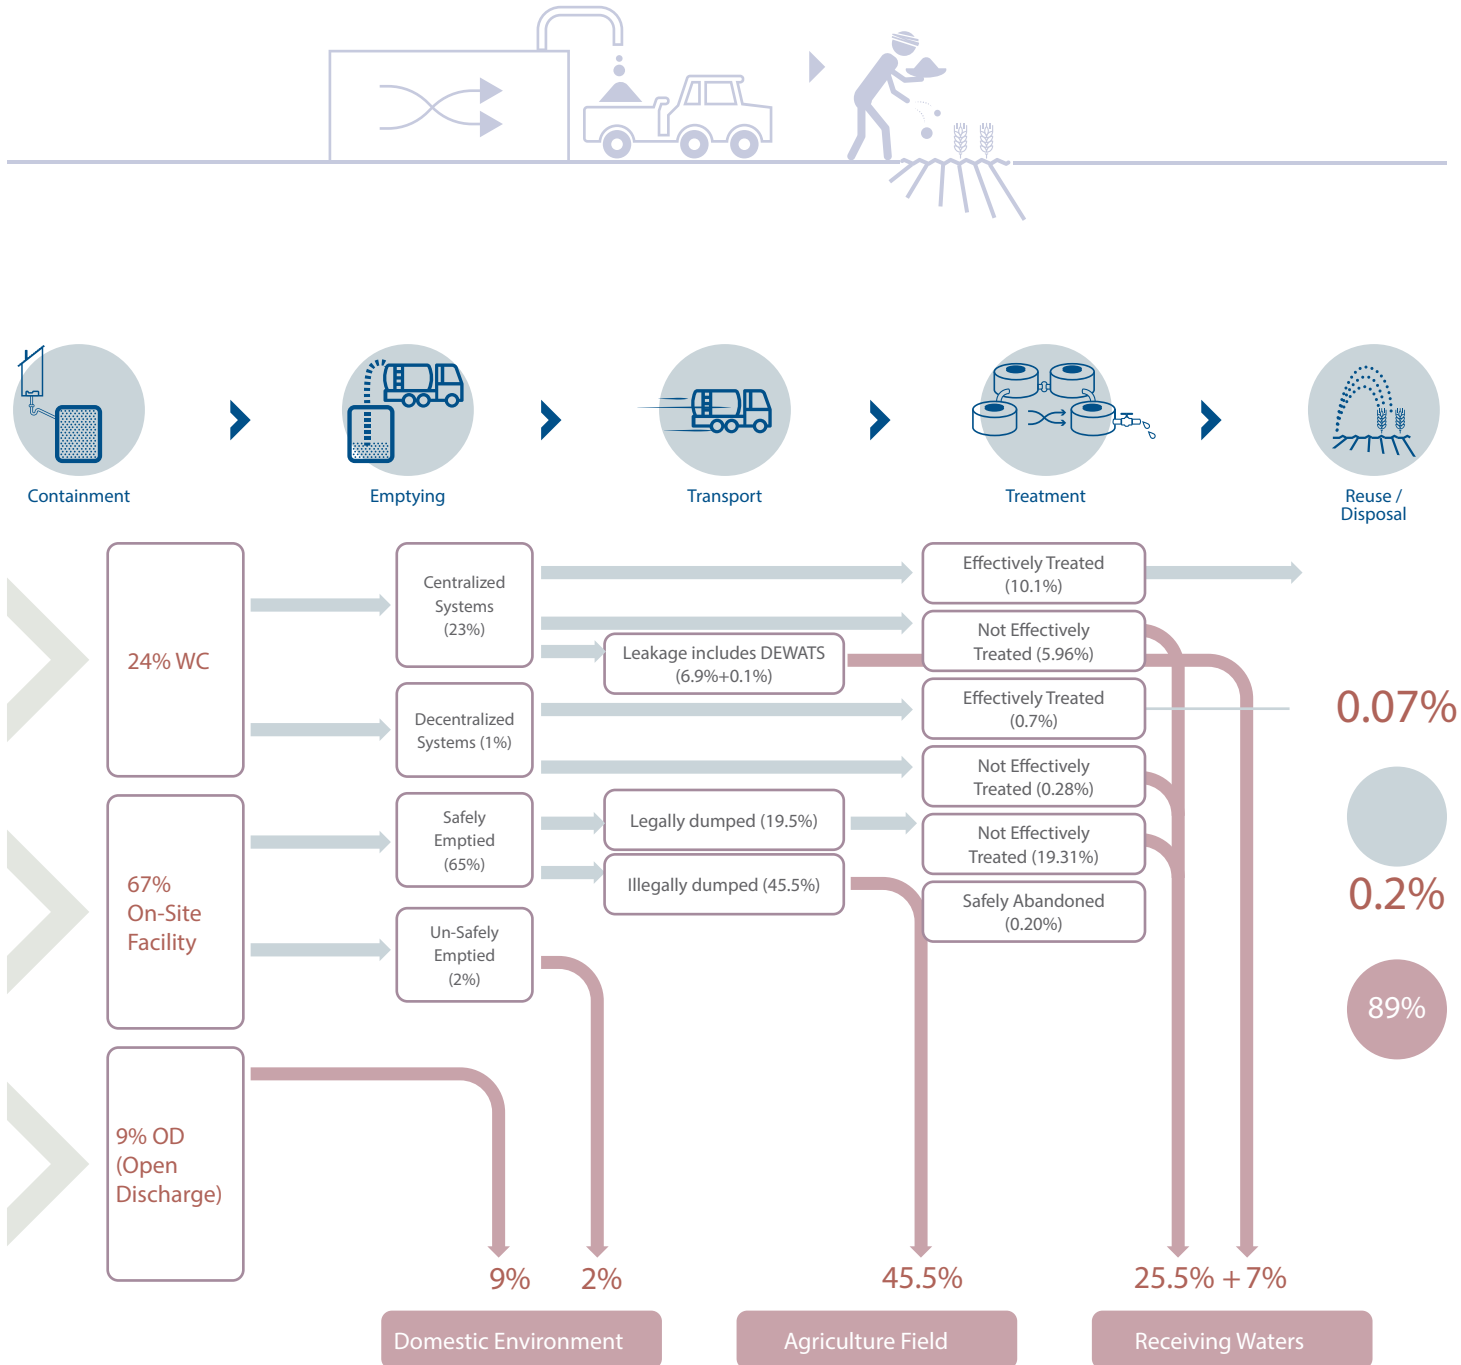 Containment
Emptying
Transport
Treatment
Reuse /
Disposal
24% WC
Centralized
Systems
(23%)
Effectively Treated
(10.1%)
Not Effectively
Treated (5.96%)
Leakage includes DEWATS
(6.9%+0.1%)
Decentralized
Systems (1%)
Effectively Treated
(0.7%)
0.07%
Not Effectively
Treated (0.28%)
67%
On-Site
Facility
Safely
Emptied
(65%)
Legally dumped (19.5%)
Not Effectively
Treated (19.31%)
Illegally dumped (45.5%)
Safely Abandoned
(0.20%)
0.2%
Un-Safely
Emptied
(2%)
89%
9% OD
(Open
Discharge)
9%
2%
45.5%
25.5% + 7%
Domestic Environment
Agriculture Field
Receiving Waters